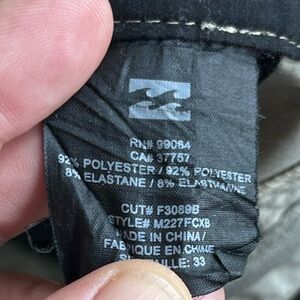 RN# 99064
CA# 37757
92% POLYESTER / 92% POLYESTER
8% ELASTANE / 8% ELASTHANNE
CUT# F3089B
STYLE# M227FCXB
MADE IN CHINA/
FABRIQUE EN CHINE
TAILLE: 33